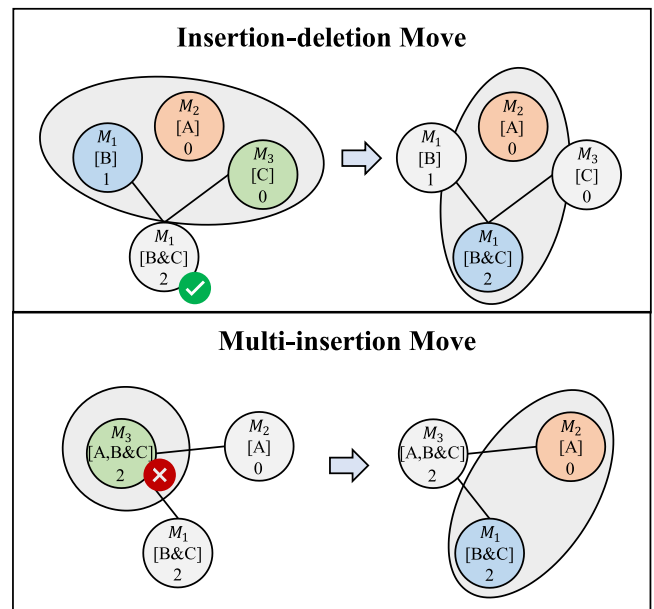 Insertion-deletion Move
M₁
[B]
1
M₂
[A]
0
M₃
[C]
0
M₁
[B&C]
2
M₁
[B]
1
M₂
[A]
0
M₃
[C]
0
M₁
[B&C]
2
Multi-insertion Move
M₃
[A,B&C]
2
M₂
[A]
0
M₁
[B&C]
2
M₃
[A,B&C]
2
M₂
[A]
0
M₁
[B&C]
2